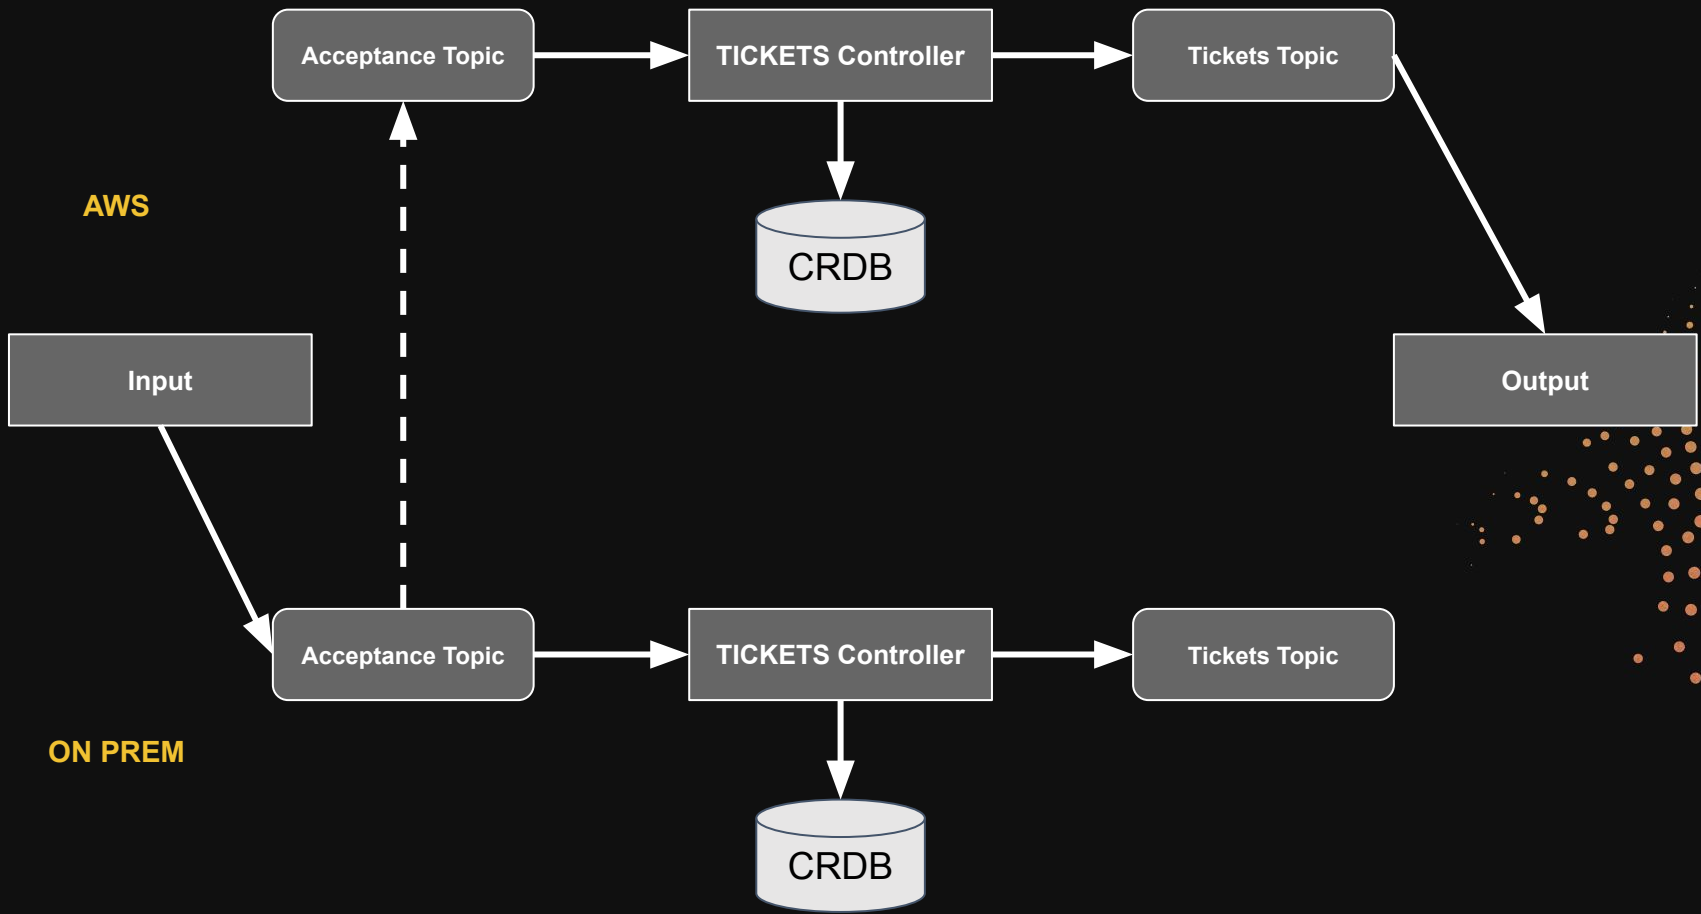 Acceptance Topic
TICKETS Controller
Tickets Topic
AWS
CRDB
Input
Output
Acceptance Topic
TICKETS Controller
Tickets Topic
ON PREM
CRDB